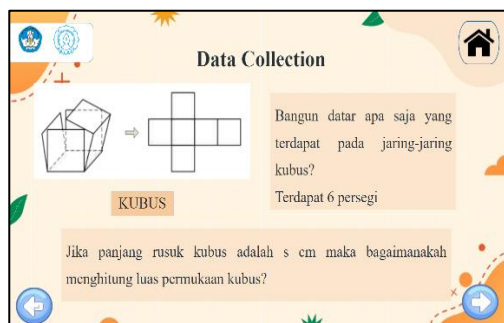 Data Collection
Bangun datar apa saja yang
terdapat pada jaring-jaring
kubus?
Terdapat 6 persegi
KUBUS
Jika panjang rusuk kubus adalah s cm maka bagaimanakah
menghitung luas permukaan kubus?